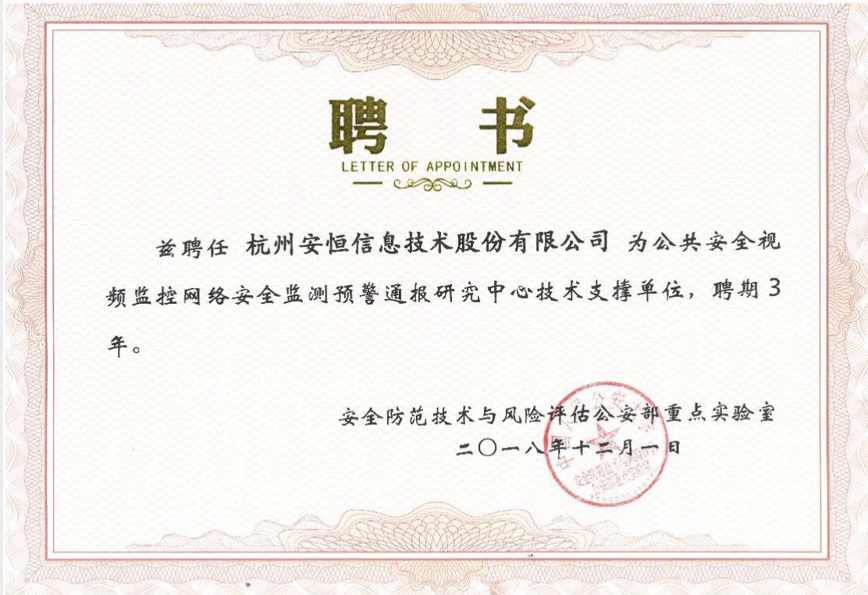 聘 书
LETTER OF APPOINTMENT
兹聘任 杭州安恒信息技术股份有限公司 为公共安全视
频监控网络安全监测预警通报研究中心技术支撑单位，聘期3
年。
安全防范技术与风险评估公安部重点实验室
二〇一八年十二月一日